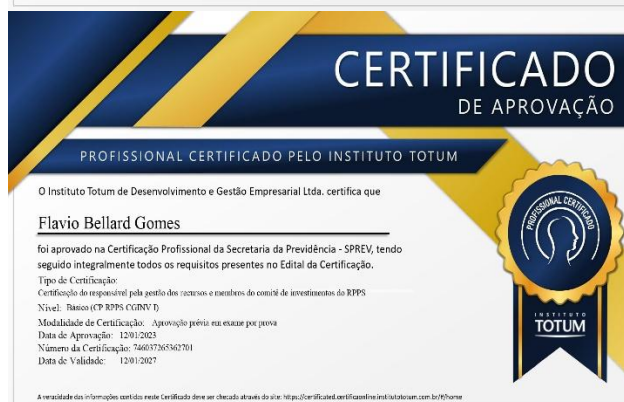 CERTIFICADO
DE APROVAÇÃO
PROFISSIONAL CERTIFICADO PELO INSTITUTO TOTUM
O Instituto Totum de Desenvolvimento e Gestão Empresarial Ltda. certifica que
Flavio Bellard Gomes
foi aprovado na Certificação Profissional da Secretaria da Previdência - SPREV, tendo
seguido integralmente todos os requisitos presentes no Edital da Certificação.
Tipo de Certificação:
Certificação do responsável pela gestão dos recursos e membros do comitê de investimentos do RPPS
Nível: Básico (CP RPPS CGINV I)
Modalidade de Certificação: Aprovação prévia em exame por prova
Data de Aprovação: 12/01/2023
Número da Certificação: 746037265362701
Data de Validade: 12/01/2027
PROFISSIONAL CERTIFICADO
INSTITUTO
TOTUM
A veracidade das informações contidas neste Certificado deve ser checada através do site: https://certificated.certificaonline.institutototum.com.br/#/home